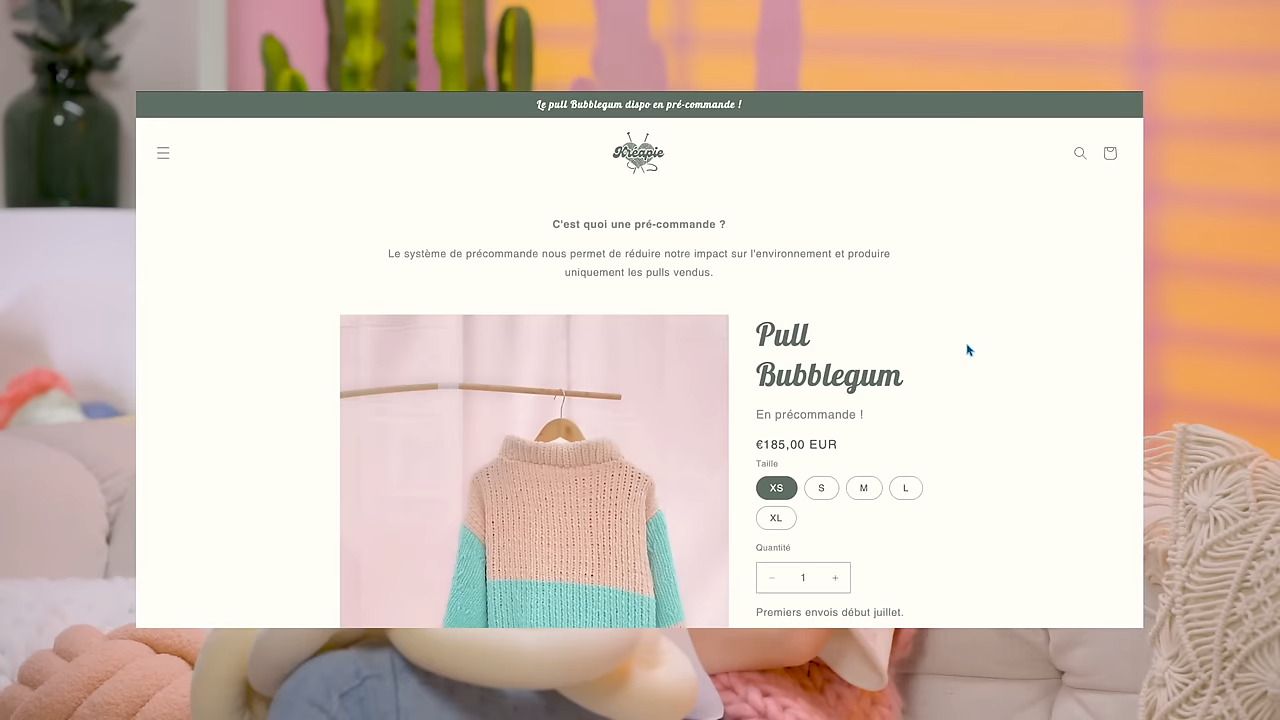 Le pull Bubblegum dispo en pré-commande !
Kréapie
C'est quoi une pré-commande ?
Le système de précommande nous permet de réduire notre impact sur l'environnement et produire
uniquement les pulls vendus.
Pull
Bubblegum
En précommande !
€185,00 EUR
Taille
XS S M L
XL
Quantité
− 1 +
Premiers envois début juillet.